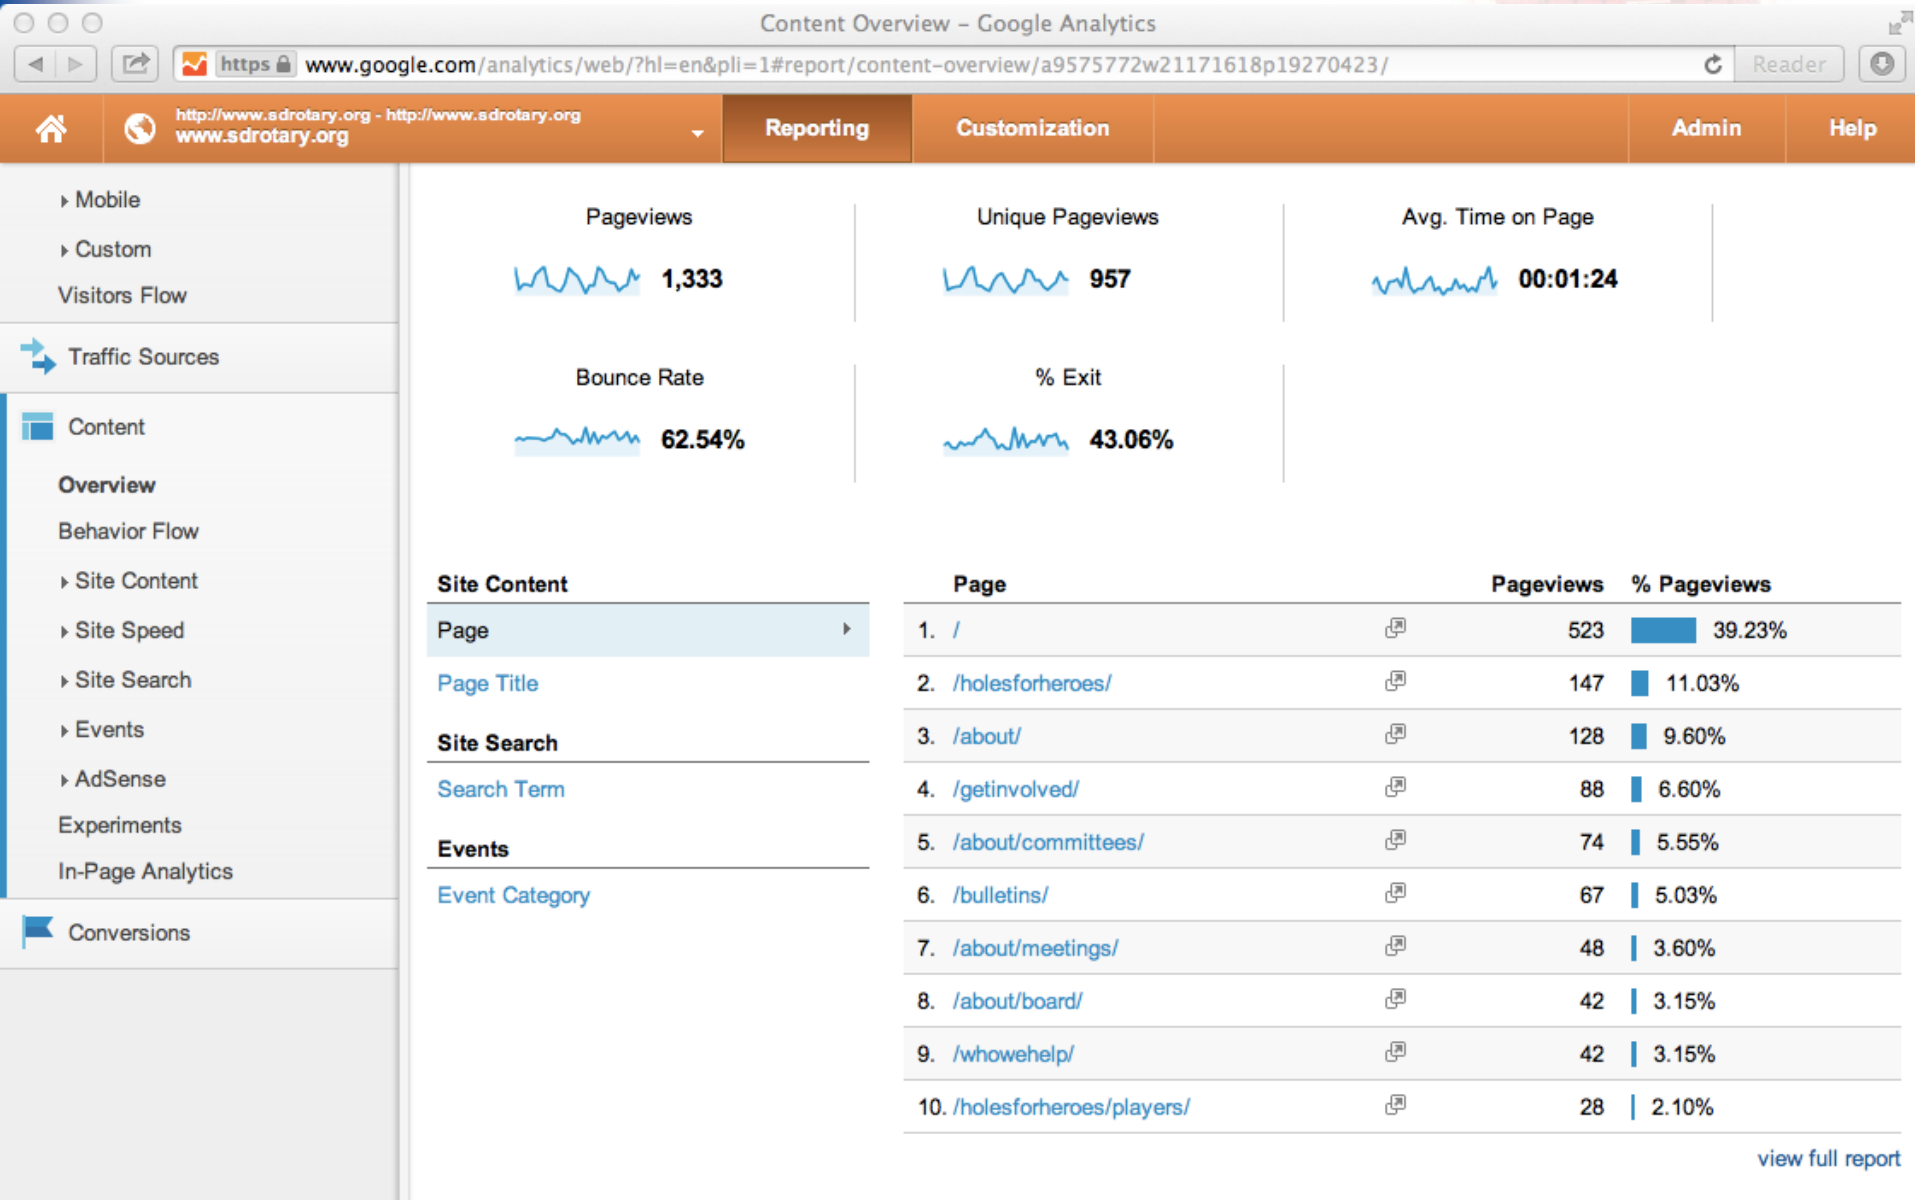 Content Overview – Google Analytics
https www.google.com/analytics/web/?hl=en&pli=1#report/content-overview/a9575772w21171618p19270423/ Reader
http://www.sdrotary.org - http://www.sdrotary.org
www.sdrotary.org
Reporting Customization Admin Help
Mobile
Custom
Visitors Flow
Traffic Sources
Content
Overview
Behavior Flow
Site Content
Site Speed
Site Search
Events
AdSense
Experiments
In-Page Analytics
Conversions
Pageviews Unique Pageviews Avg. Time on Page
1,333 957 00:01:24
Bounce Rate % Exit
62.54% 43.06%
Site Content
Page
Page Title
Site Search
Search Term
Events
Event Category
Page Pageviews % Pageviews
1. / 523 39.23%
2. /holesforheroes/ 147 11.03%
3. /about/ 128 9.60%
4. /getinvolved/ 88 6.60%
5. /about/committees/ 74 5.55%
6. /bulletins/ 67 5.03%
7. /about/meetings/ 48 3.60%
8. /about/board/ 42 3.15%
9. /whowehelp/ 42 3.15%
10. /holesforheroes/players/ 28 2.10%
view full report